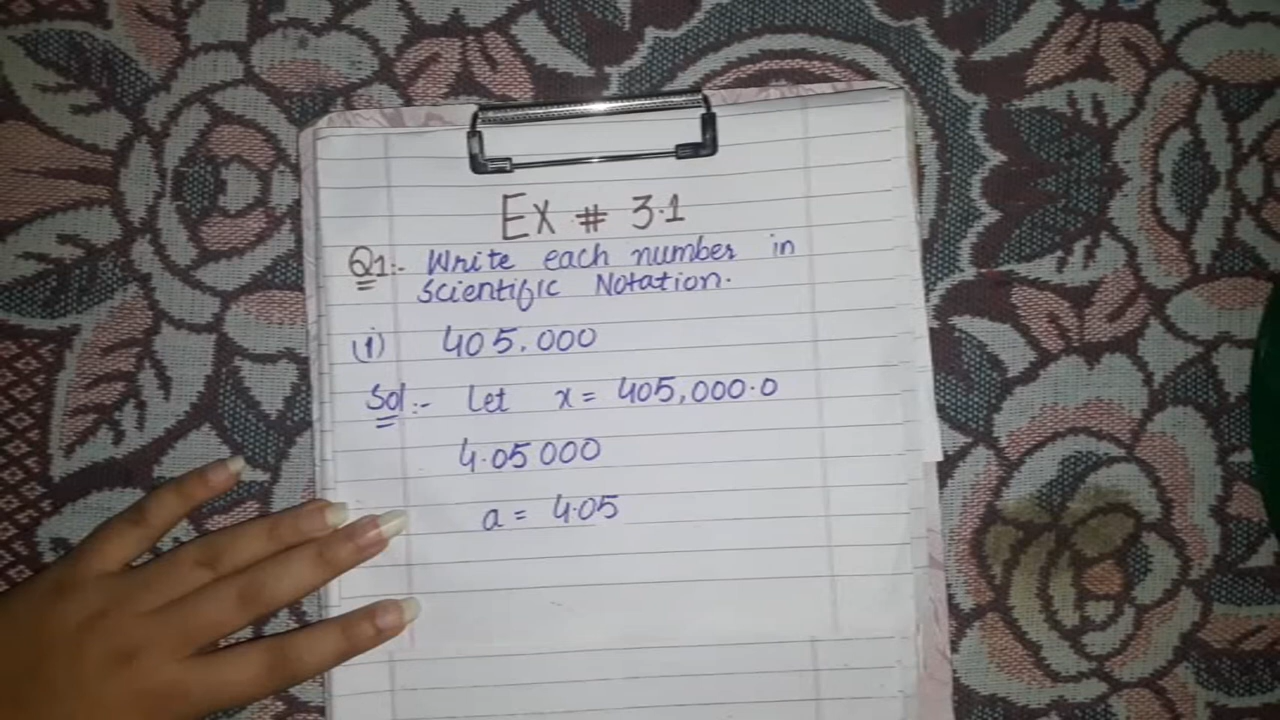 Ex # 3.1
Q1:- Write each number in
Scientific Notation.
(i) 405,000
Sol:- Let x = 405,000.0
4.05000
a = 4.05